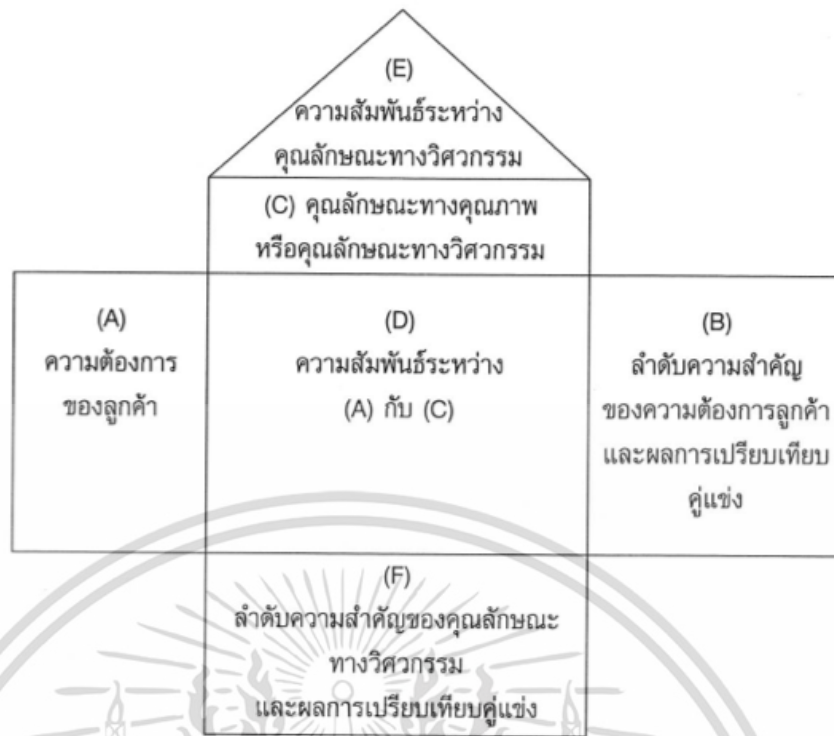 (E)
ความสัมพันธ์ระหว่าง
คุณลักษณะทางวิศวกรรม
(C) คุณลักษณะทางคุณภาพ
หรือคุณลักษณะทางวิศวกรรม
(A)
ความต้องการ
ของลูกค้า
(D)
ความสัมพันธ์ระหว่าง
(A) กับ (C)
(B)
ลำดับความสำคัญ
ของความต้องการลูกค้า
และผลการเปรียบเทียบ
คู่แข่ง
(F)
ลำดับความสำคัญของคุณลักษณะ
ทางวิศวกรรม
และผลการเปรียบเทียบคู่แข่ง